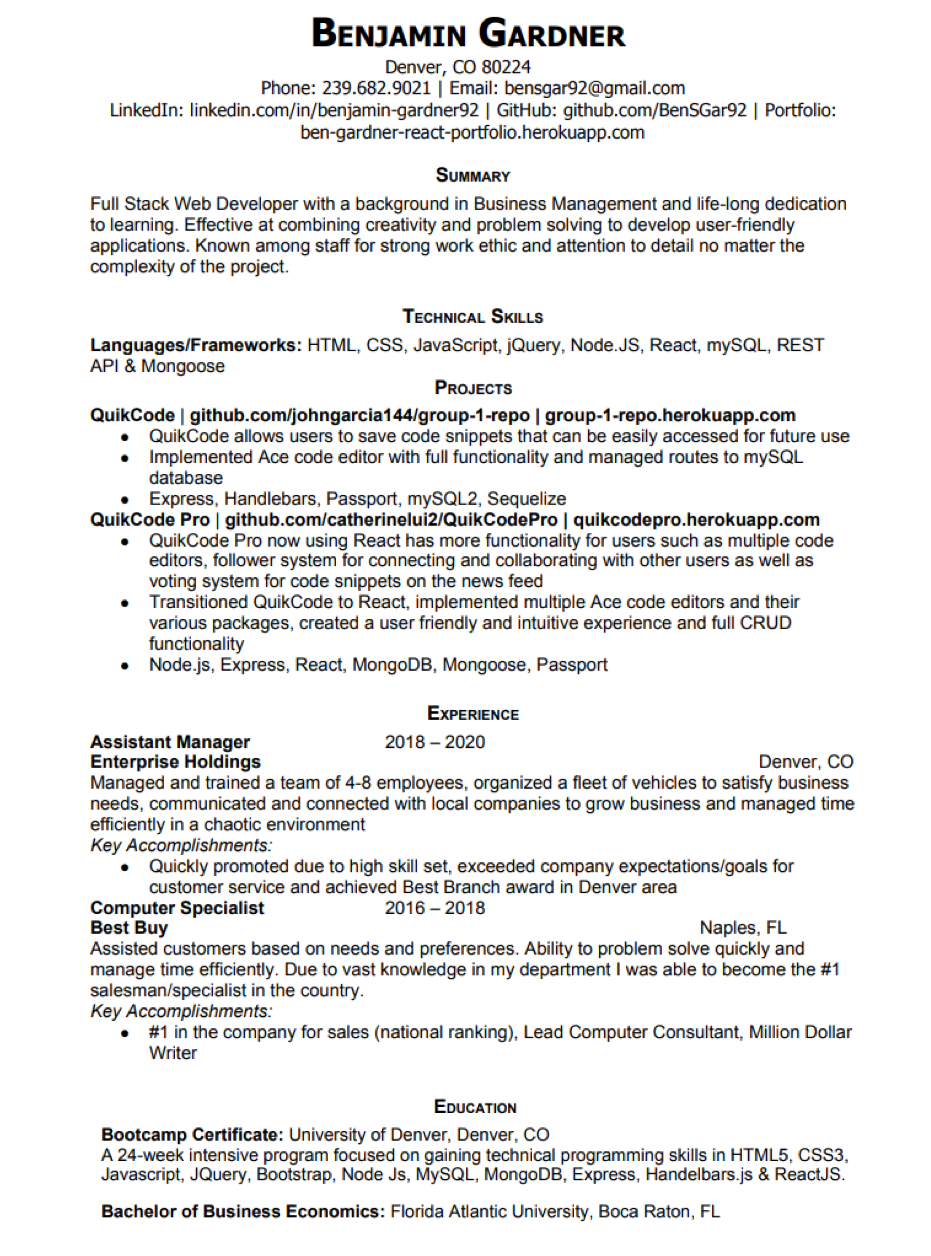 BENJAMIN GARDNER
Denver, CO 80224
Phone: 239.682.9021 | Email: bensgar92@gmail.com
LinkedIn: linkedin.com/in/benjamin-gardner92 | GitHub: github.com/BenSGar92 | Portfolio:
ben-gardner-react-portfolio.herokuapp.com
SUMMARY
Full Stack Web Developer with a background in Business Management and life-long dedication
to learning. Effective at combining creativity and problem solving to develop user-friendly
applications. Known among staff for strong work ethic and attention to detail no matter the
complexity of the project.
TECHNICAL SKILLS
Languages/Frameworks: HTML, CSS, JavaScript, jQuery, Node.JS, React, mySQL, REST
API & Mongoose
PROJECTS
QuikCode | github.com/johngarcia144/group-1-repo | group-1-repo.herokuapp.com
● QuikCode allows users to save code snippets that can be easily accessed for future use
● Implemented Ace code editor with full functionality and managed routes to mySQL
database
● Express, Handlebars, Passport, mySQL2, Sequelize
QuikCode Pro | github.com/catherinelui2/QuikCodePro | quikcodepro.herokuapp.com
● QuikCode Pro now using React has more functionality for users such as multiple code
editors, follower system for connecting and collaborating with other users as well as
voting system for code snippets on the news feed
● Transitioned QuikCode to React, implemented multiple Ace code editors and their
various packages, created a user friendly and intuitive experience and full CRUD
functionality
● Node.js, Express, React, MongoDB, Mongoose, Passport
EXPERIENCE
Assistant Manager 2018 – 2020
Enterprise Holdings Denver, CO
Managed and trained a team of 4-8 employees, organized a fleet of vehicles to satisfy business
needs, communicated and connected with local companies to grow business and managed time
efficiently in a chaotic environment
Key Accomplishments:
● Quickly promoted due to high skill set, exceeded company expectations/goals for
customer service and achieved Best Branch award in Denver area
Computer Specialist 2016 – 2018
Best Buy Naples, FL
Assisted customers based on needs and preferences. Ability to problem solve quickly and
manage time efficiently. Due to vast knowledge in my department I was able to become the #1
salesman/specialist in the country.
Key Accomplishments:
● #1 in the company for sales (national ranking), Lead Computer Consultant, Million Dollar
Writer
EDUCATION
Bootcamp Certificate: University of Denver, Denver, CO
A 24-week intensive program focused on gaining technical programming skills in HTML5, CSS3,
Javascript, JQuery, Bootstrap, Node Js, MySQL, MongoDB, Express, Handelbars.js & ReactJS.
Bachelor of Business Economics: Florida Atlantic University, Boca Raton, FL